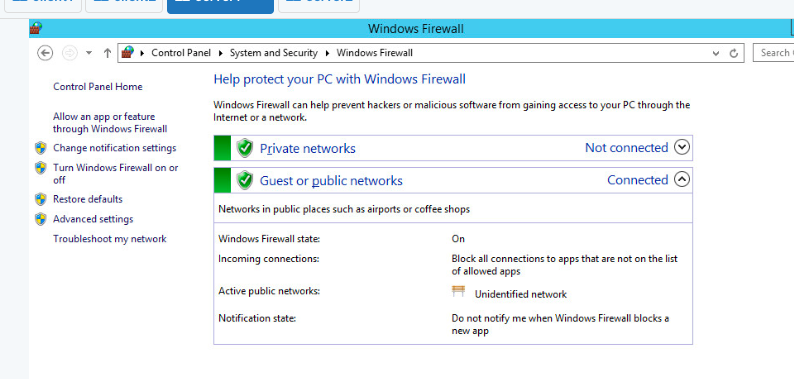 Windows Firewall
Control Panel
System and Security
Windows Firewall
Search
Control Panel Home
Allow an app or feature
through Windows Firewall
Change notification settings
Turn Windows Firewall on or
off
Restore defaults
Advanced settings
Troubleshoot my network
Help protect your PC with Windows Firewall
Windows Firewall can help prevent hackers or malicious software from gaining access to your PC through the
Internet or a network.
Private networks Not connected
Guest or public networks Connected
Networks in public places such as airports or coffee shops
Windows Firewall state: On
Incoming connections: Block all connections to apps that are not on the list
of allowed apps
Active public networks: Unidentified network
Notification state: Do not notify me when Windows Firewall blocks a
new app